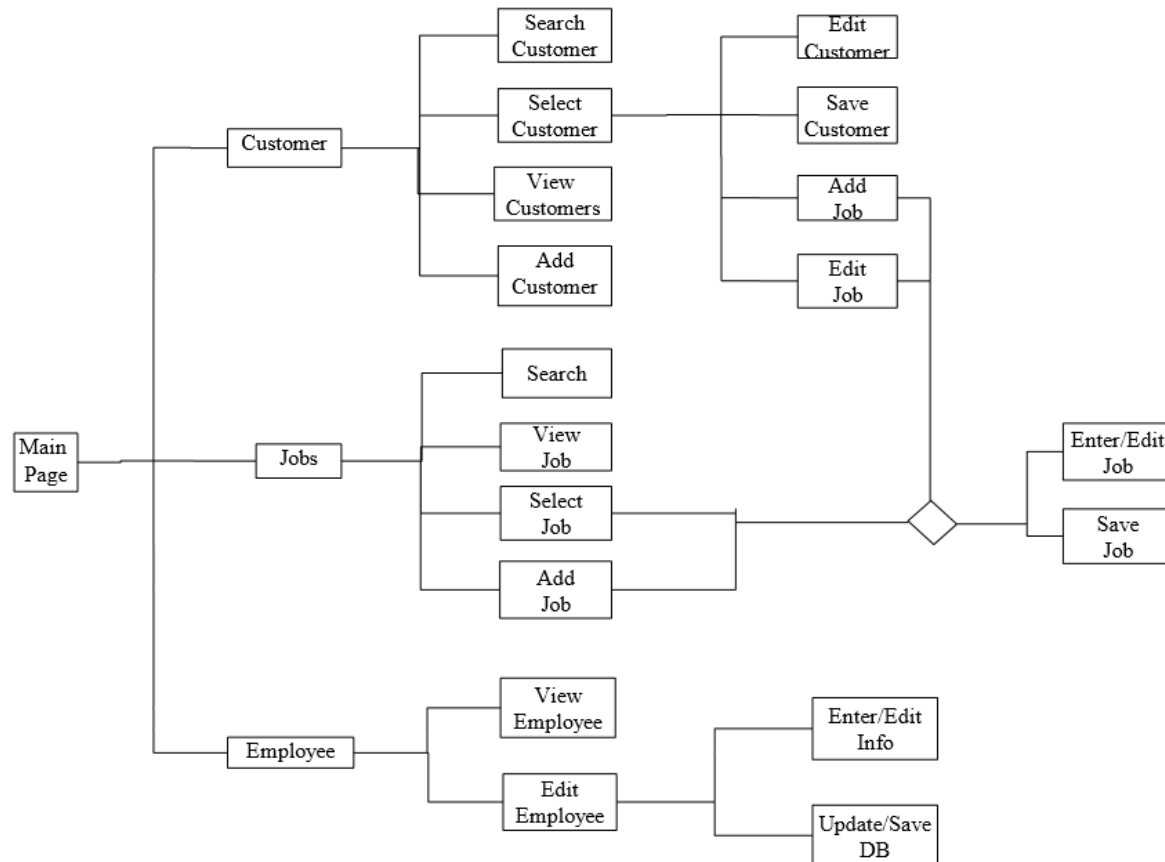 Search
Customer
Edit
Customer
Select
Customer
Save
Customer
Customer
View
Customers
Add
Job
Add
Customer
Edit
Job
Search
Main
Page
Jobs
View
Job
Enter/Edit
Job
Select
Job
Save
Job
Add
Job
View
Employee
Enter/Edit
Info
Employee
Edit
Employee
Update/Save
DB